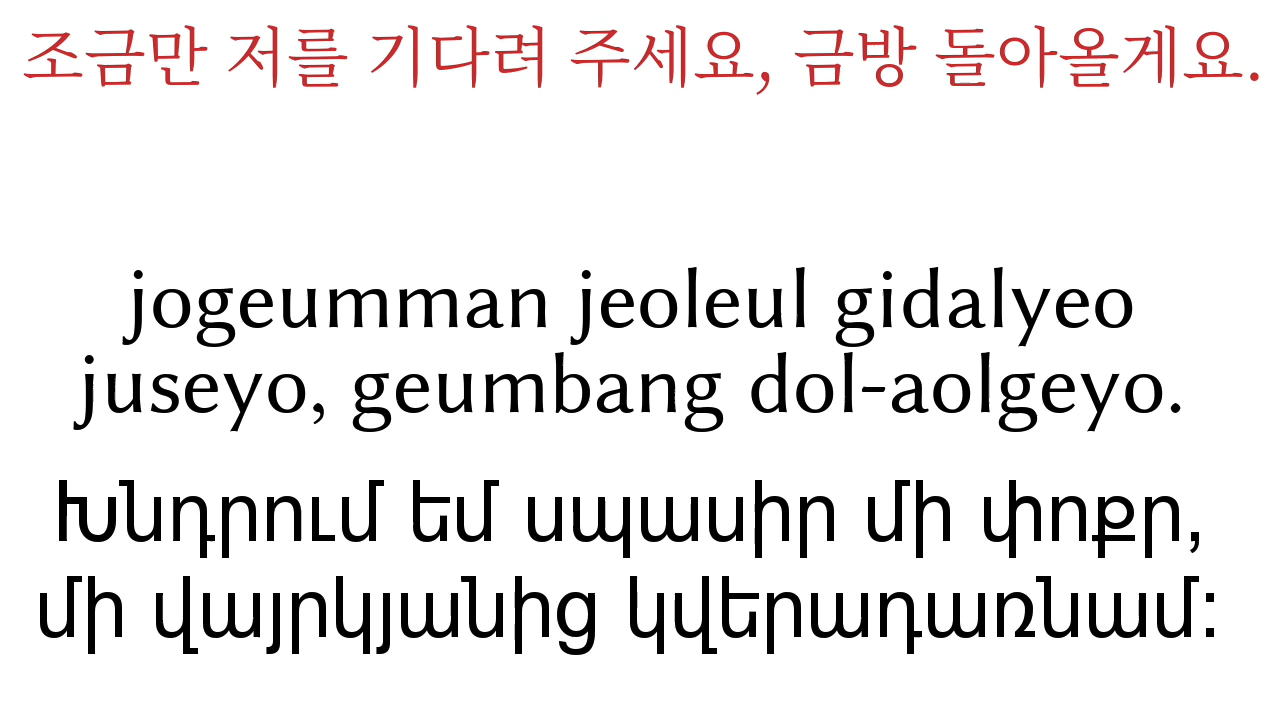 조금만 저를 기다려 주세요, 금방 돌아올게요.
jogeumman jeoleul gidalyeo
juseyo, geumbang dol-aolgeyo.
Խնդրում եմ սպասիր մի փոքր,
մի վայրկյանից կվերադառնամ: